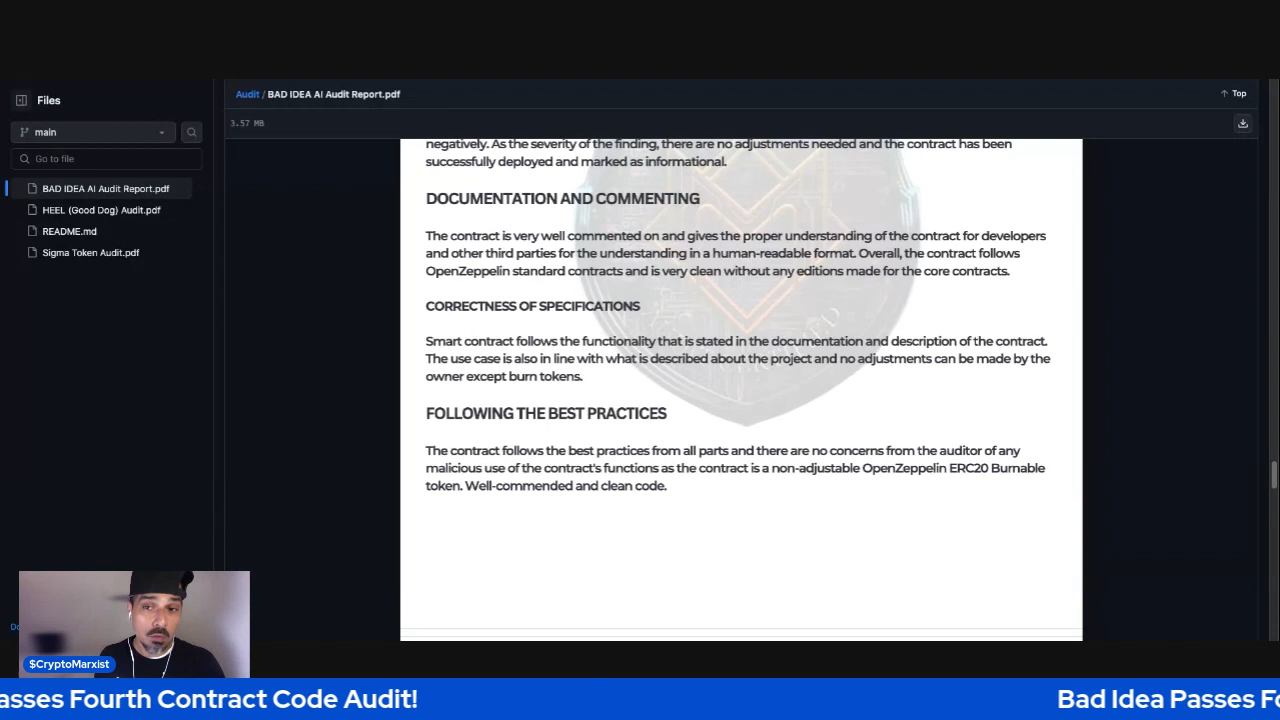 Files
main
Go to file
BAD IDEA AI Audit Report.pdf
HEEL (Good Dog) Audit.pdf
README.md
Sigma Token Audit.pdf
Audit / BAD IDEA AI Audit Report.pdf
Top
3.57 MB
negatively. As the severity of the finding, there are no adjustments needed and the contract has been
successfully deployed and marked as informational.
DOCUMENTATION AND COMMENTING
The contract is very well commented on and gives the proper understanding of the contract for developers
and other third parties for the understanding in a human-readable format. Overall, the contract follows
OpenZeppelin standard contracts and is very clean without any editions made for the core contracts.
CORRECTNESS OF SPECIFICATIONS
Smart contract follows the functionality that is stated in the documentation and description of the contract.
The use case is also in line with what is described about the project and no adjustments can be made by the
owner except burn tokens.
FOLLOWING THE BEST PRACTICES
The contract follows the best practices from all parts and there are no concerns from the auditor of any
malicious use of the contract's functions as the contract is a non-adjustable OpenZeppelin ERC20 Burnable
token. Well-commended and clean code.
$CryptoMarxist
asses Fourth Contract Code Audit!
Bad Idea Passes Fo